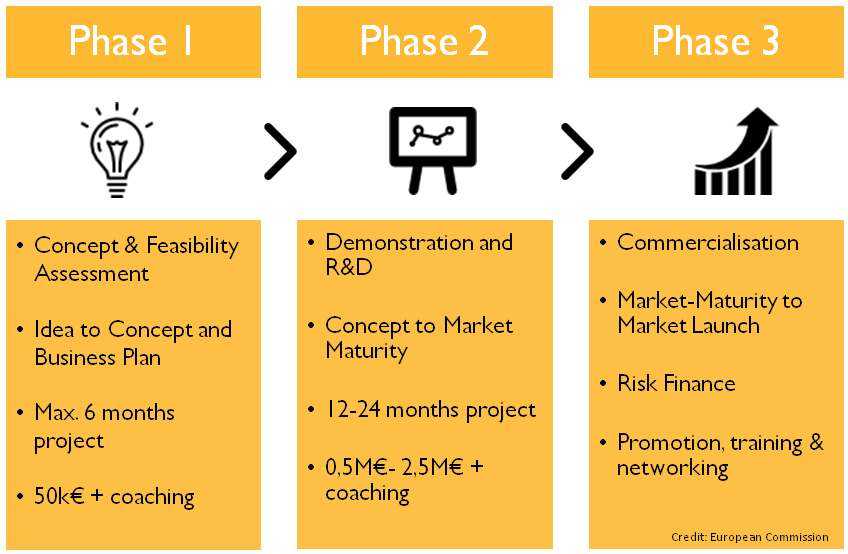 Phase 1
Phase 2
Phase 3
• Concept & Feasibility
Assessment
• Idea to Concept and
Business Plan
• Max. 6 months
project
• 50k€ + coaching
• Demonstration and
R&D
• Concept to Market
Maturity
• 12-24 months project
• 0,5M€- 2,5M€ +
coaching
• Commercialisation
• Market-Maturity to
Market Launch
• Risk Finance
• Promotion, training &
networking
Credit: European Commission